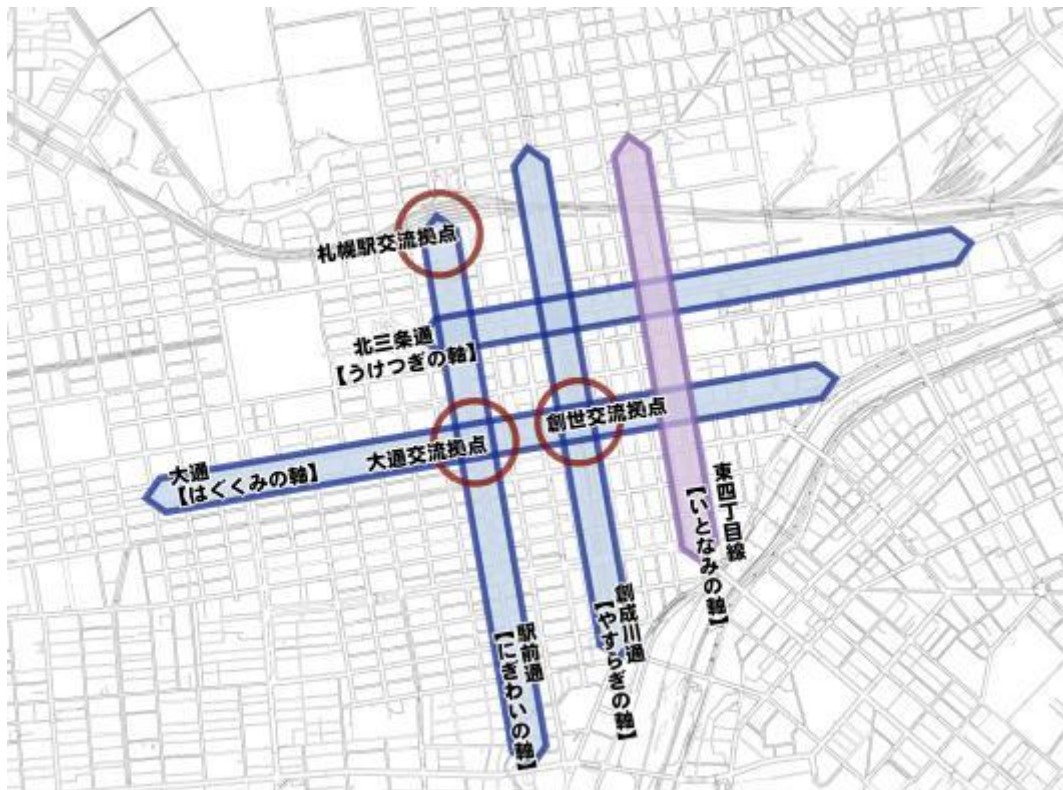 札幌駅交流拠点
北三条通
【うけつぎの軸】
創世交流拠点
大通交流拠点
大通
【はぐくみの軸】
東四丁目線
【いとなみの軸】
創成川通
【やすらぎの軸】
駅前通
【にぎわいの軸】